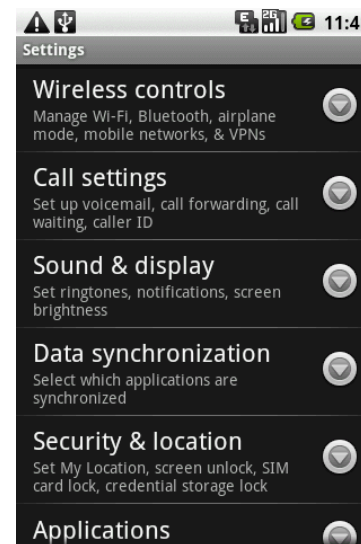 E 2G 11:4
Settings
Wireless controls
Manage Wi-Fi, Bluetooth, airplane
mode, mobile networks, & VPNs
Call settings
Set up voicemail, call forwarding, call
waiting, caller ID
Sound & display
Set ringtones, notifications, screen
brightness
Data synchronization
Select which applications are
synchronized
Security & location
Set My Location, screen unlock, SIM
card lock, credential storage lock
Applications